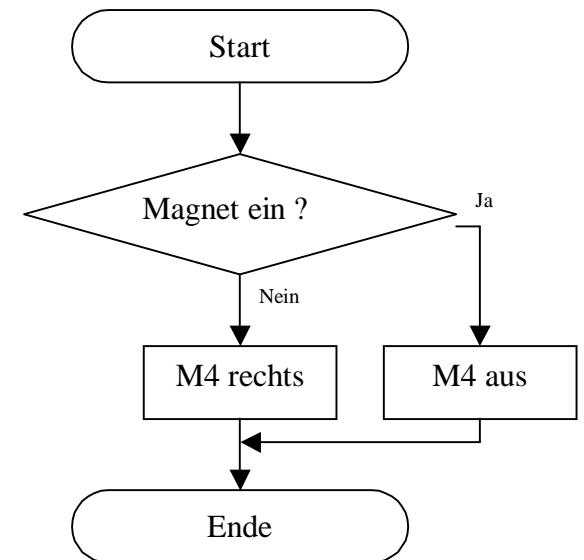 Start
Magnet ein ?
Ja
Nein
M4 rechts
M4 aus
Ende